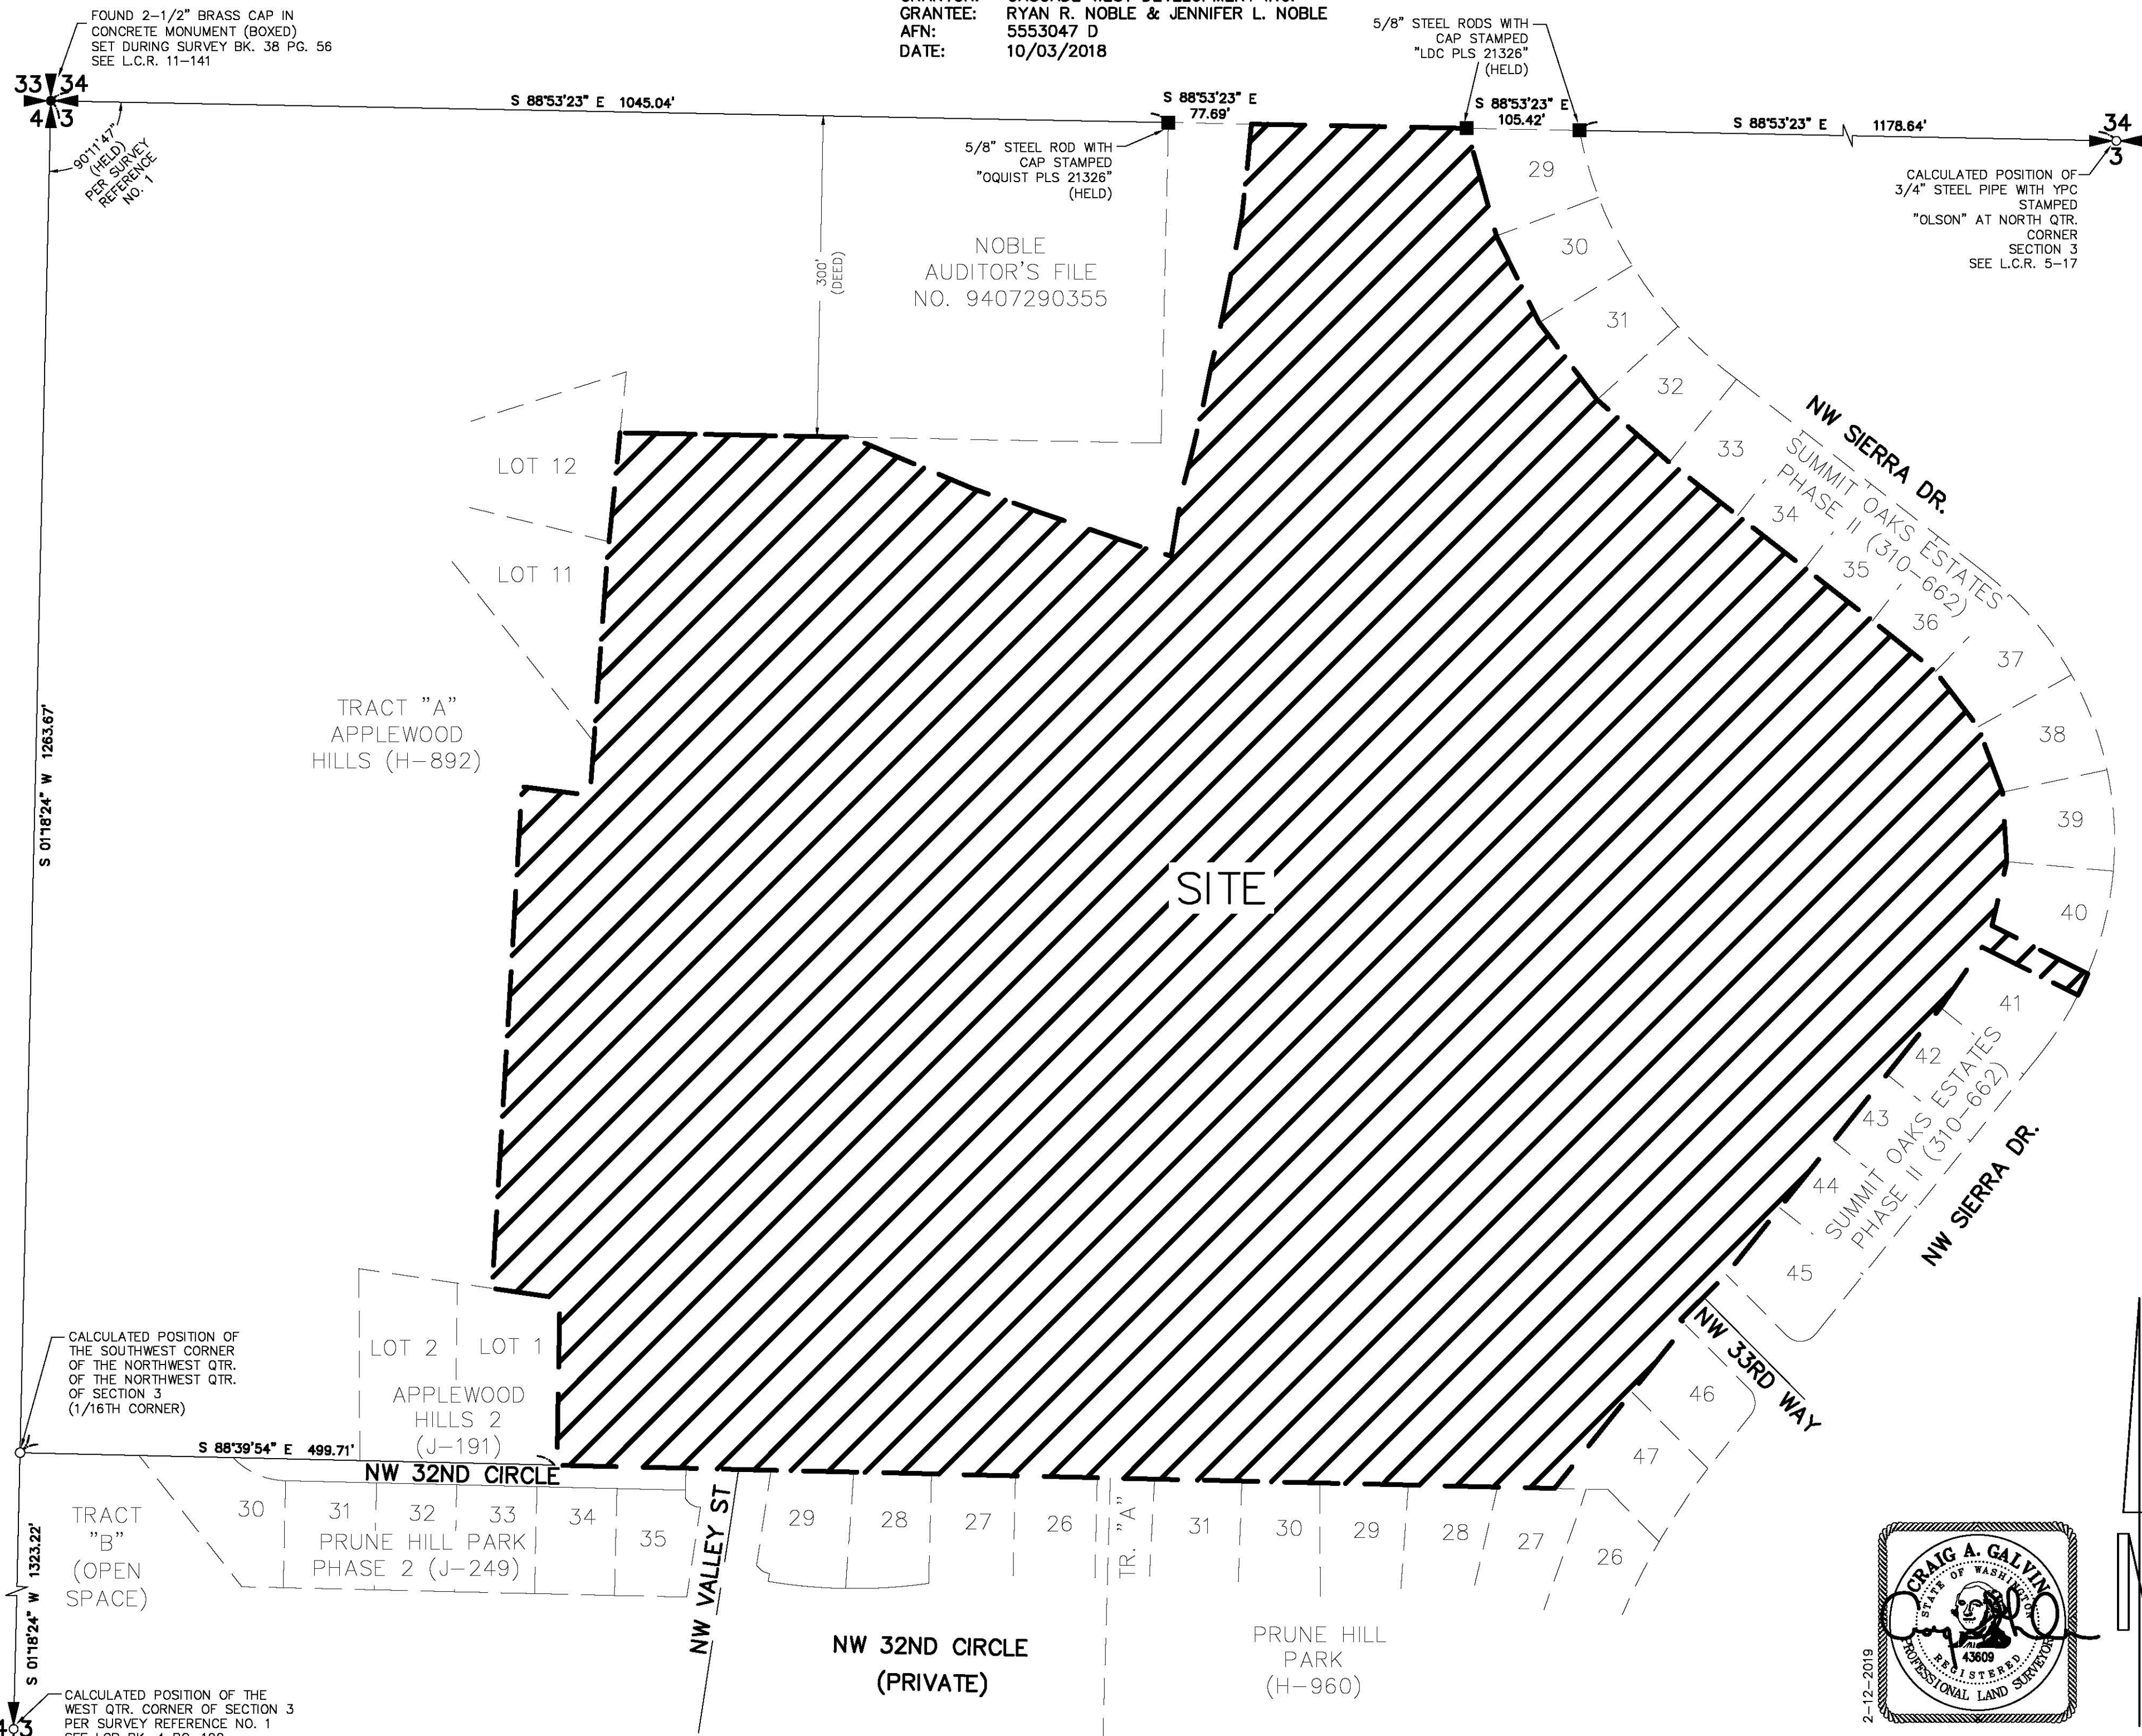 GRANTEE: RYAN R. NOBLE & JENNIFER L. NOBLE
AFN: 5553047 D
DATE: 10/03/2018
FOUND 2-1/2" BRASS CAP IN
CONCRETE MONUMENT (BOXED)
SET DURING SURVEY BK. 38 PG. 56
SEE L.C.R. 11-141
33 34
4 3
90°11'47"
(HELD)
PER SURVEY
REFERENCE
NO. 1
S 88°53'23" E 1045.04'
S 88°53'23" E
77.69'
5/8" STEEL RODS WITH
CAP STAMPED
"LDC PLS 21326"
(HELD)
S 88°53'23" E
105.42'
S 88°53'23" E 1178.64'
34
3
5/8" STEEL ROD WITH
CAP STAMPED
"OQUIST PLS 21326"
(HELD)
CALCULATED POSITION OF
3/4" STEEL PIPE WITH YPC
STAMPED
"OLSON" AT NORTH QTR.
CORNER
SECTION 3
SEE L.C.R. 5-17
300'
(DEED)
NOBLE
AUDITOR'S FILE
NO. 9407290355
29
30
31
32
33
34
35
36
37
38
39
40
41
42
43
44
45
46
47
NW SIERRA DR.
SUMMIT OAKS ESTATES
PHASE II (310-662)
LOT 12
LOT 11
TRACT "A"
APPLEWOOD
HILLS (H-892)
S 01°18'24" W 1263.67'
SITE
SUMMIT OAKS ESTATES
PHASE II (310-662)
NW SIERRA DR.
NW 33RD WAY
CALCULATED POSITION OF
THE SOUTHWEST CORNER
OF THE NORTHWEST QTR.
OF THE NORTHWEST QTR.
OF SECTION 3
(1/16TH CORNER)
LOT 2 LOT 1
APPLEWOOD
HILLS 2
(J-191)
S 88°39'54" E 499.71'
NW 32ND CIRCLE
TRACT
"B"
(OPEN
SPACE)
30 31 32 33 34 35
PRUNE HILL PARK
PHASE 2 (J-249)
NW VALLEY ST
29 28 27 26
TR. "A"
31 30 29 28 27 26
NW 32ND CIRCLE
(PRIVATE)
PRUNE HILL
PARK
(H-960)
S 01°18'24" W 1323.22'
CALCULATED POSITION OF THE
WEST QTR. CORNER OF SECTION 3
PER SURVEY REFERENCE NO. 1
4 3
2-12-2019
CRAIG A. GALVIN
STATE OF WASHINGTON
43609
REGISTERED
PROFESSIONAL LAND SURVEYOR